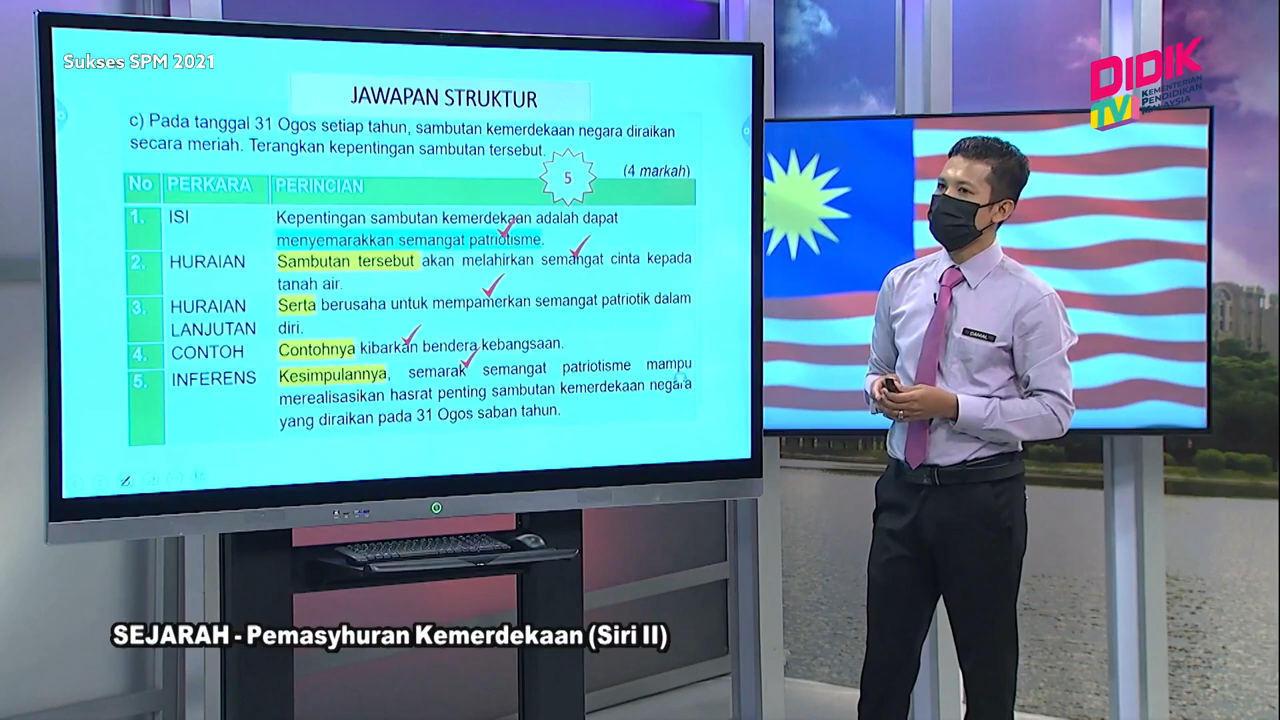 Sukses SPM 2021
DIDIK
TV
KEMENTERIAN
PENDIDIKAN
MALAYSIA
JAWAPAN STRUKTUR
c) Pada tanggal 31 Ogos setiap tahun, sambutan kemerdekaan negara diraikan
secara meriah. Terangkan kepentingan sambutan tersebut.
(4 markah)
5
No PERKARA PERINCIAN
1. ISI Kepentingan sambutan kemerdekaan adalah dapat
menyemarakkan semangat patriotisme.
2. HURAIAN Sambutan tersebut akan melahirkan semangat cinta kepada
tanah air.
3. HURAIAN Serta berusaha untuk mempamerkan semangat patriotik dalam
LANJUTAN diri.
4. CONTOH Contohnya kibarkan bendera kebangsaan.
5. INFERENS Kesimpulannya, semarak semangat patriotisme mampu
merealisasikan hasrat penting sambutan kemerdekaan negara
yang diraikan pada 31 Ogos saban tahun.
DANIAL
SEJARAH - Pemasyhuran Kemerdekaan (Siri II)